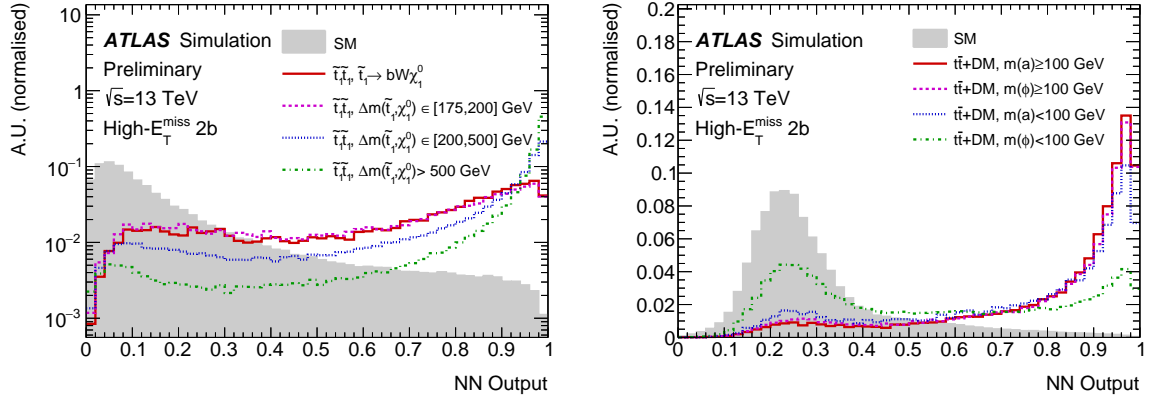 A.U. (normalised)
10
1
10⁻¹
10⁻²
10⁻³
ATLAS Simulation
Preliminary
√s=13 TeV
High-E_T^miss 2b
SM
t̃₁t̃₁, t̃₁→ bWχ₁⁰
t̃₁t̃₁, Δm(t̃₁,χ₁⁰) ∈ [175,200] GeV
t̃₁t̃₁, Δm(t̃₁,χ₁⁰) ∈ [200,500] GeV
t̃₁t̃₁, Δm(t̃₁,χ₁⁰)> 500 GeV
0 0.1 0.2 0.3 0.4 0.5 0.6 0.7 0.8 0.9 1
NN Output
A.U. (normalised)
0.2
0.18
0.16
0.14
0.12
0.1
0.08
0.06
0.04
0.02
0
ATLAS Simulation
Preliminary
√s=13 TeV
High-E_T^miss 2b
SM
tt̄+DM, m(a)≥100 GeV
tt̄+DM, m(ϕ)≥100 GeV
tt̄+DM, m(a)<100 GeV
tt̄+DM, m(ϕ)<100 GeV
0 0.1 0.2 0.3 0.4 0.5 0.6 0.7 0.8 0.9 1
NN Output